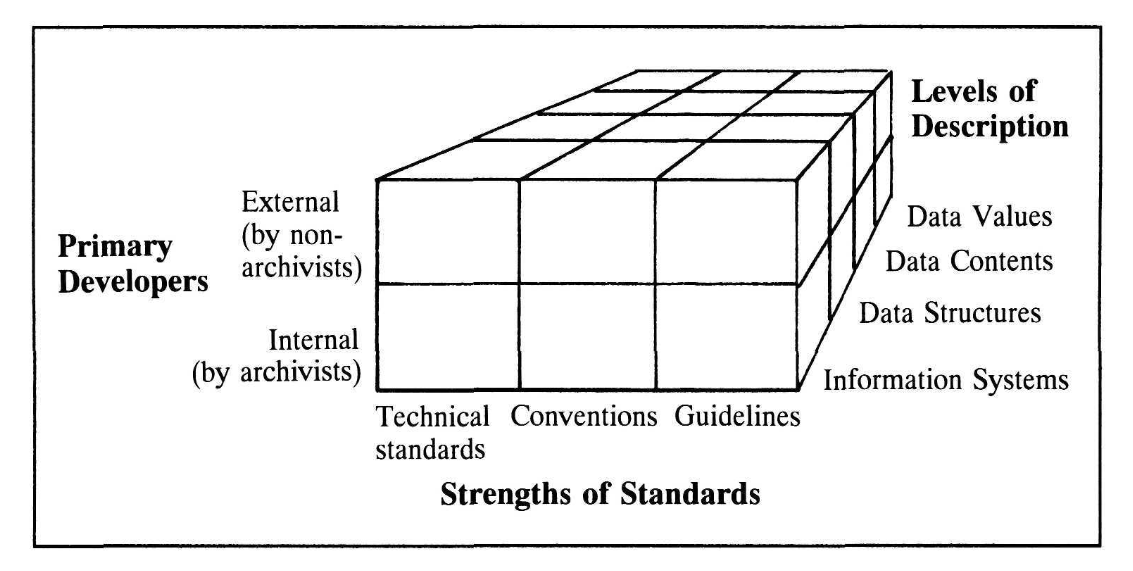 Levels of
Description
External
(by non-
archivists)
Primary
Developers
Data Values
Data Contents
Data Structures
Internal
(by archivists)
Information Systems
Technical
standards
Conventions
Guidelines
Strengths of Standards